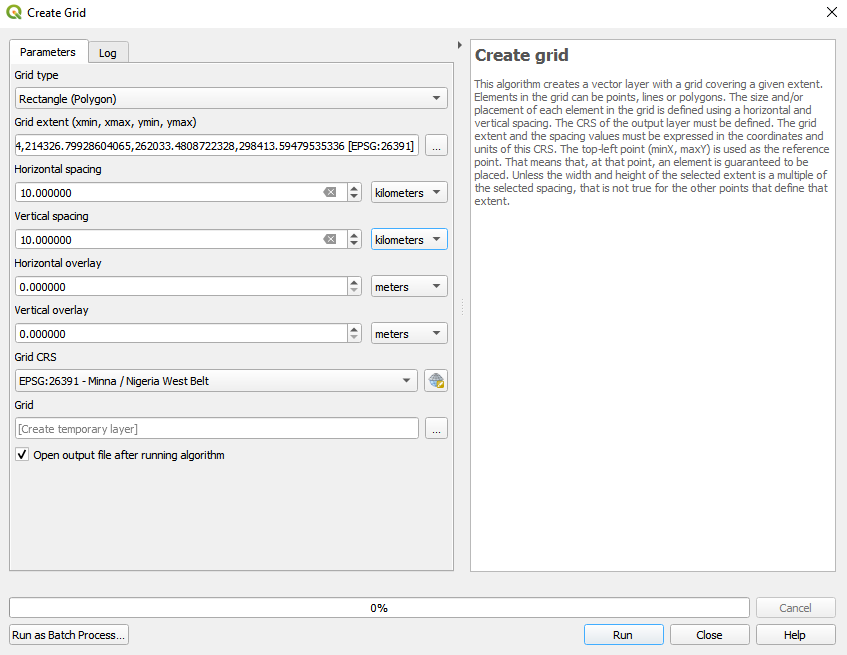 Create Grid
Parameters
Log
Grid type
Rectangle (Polygon)
Grid extent (xmin, xmax, ymin, ymax)
4,214326.79928604065,262033.4808722328,298413.59479535336 [EPSG:26391]
...
Horizontal spacing
10.000000
kilometers
Vertical spacing
10.000000
kilometers
Horizontal overlay
0.000000
meters
Vertical overlay
0.000000
meters
Grid CRS
EPSG:26391 - Minna / Nigeria West Belt
Grid
[Create temporary layer]
...
Open output file after running algorithm
Create grid
This algorithm creates a vector layer with a grid covering a given extent.
Elements in the grid can be points, lines or polygons. The size and/or
placement of each element in the grid is defined using a horizontal and
vertical spacing. The CRS of the output layer must be defined. The grid
extent and the spacing values must be expressed in the coordinates and
units of this CRS. The top-left point (minX, maxY) is used as the reference
point. That means that, at that point, an element is guaranteed to be
placed. Unless the width and height of the selected extent is a multiple of
the selected spacing, that is not true for the other points that define that
extent.
0%
Cancel
Run as Batch Process...
Run
Close
Help